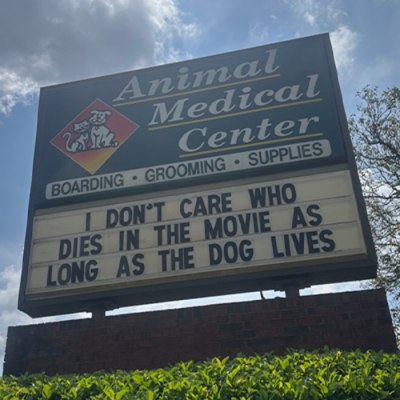 Animal
Medical
Center
BOARDING • GROOMING • SUPPLIES
I DON'T CARE WHO
DIES IN THE MOVIE AS
LONG AS THE DOG LIVES